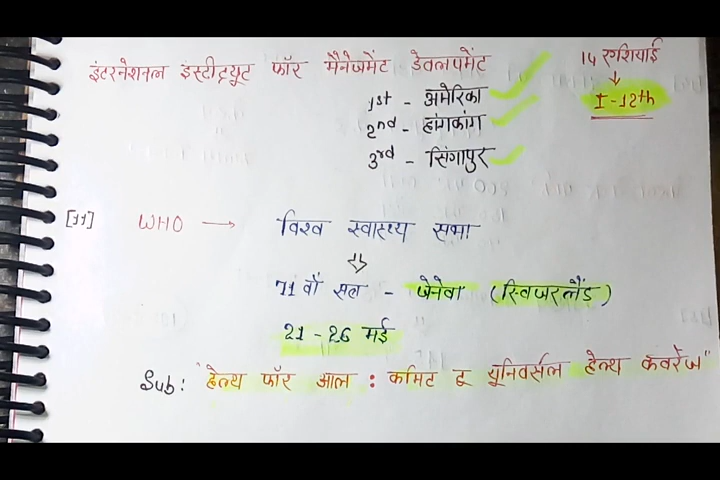 इंटरनेशनल इंस्टीट्यूट फॉर मैनेजमेंट डेवलपमेंट
14 एशियाई
↓
I - 12th
1st - अमेरिका
2nd - हांगकांग
3rd - सिंगापुर
[11] WHO → विश्व स्वास्थ्य सभा
71 वाँ सत्र - जेनेवा (स्विजरलैंड)
21 - 26 मई
Sub: "हेल्थ फॉर आल : कमिट टू यूनिवर्सल हेल्थ कवरेज"